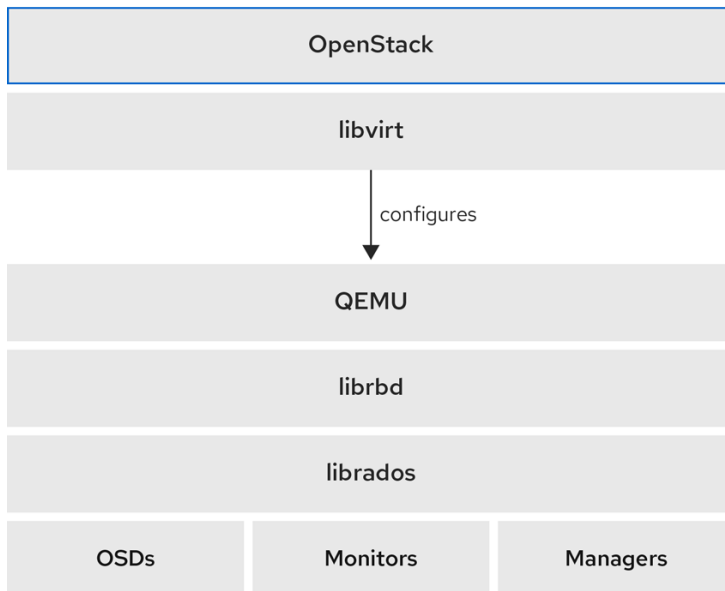 OpenStack
libvirt
configures
QEMU
librbd
librados
OSDs
Monitors
Managers